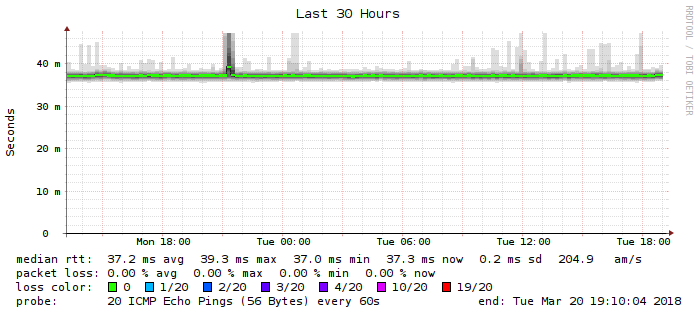 Last 30 Hours
RRDTOOL / TOBI OETIKER
Seconds
40 m
30 m
20 m
10 m
0
Mon 18:00 Tue 00:00 Tue 06:00 Tue 12:00 Tue 18:00
median rtt: 37.2 ms avg 39.3 ms max 37.0 ms min 37.3 ms now 0.2 ms sd 204.9 am/s
packet loss: 0.00 % avg 0.00 % max 0.00 % min 0.00 % now
loss color: 0 1/20 2/20 3/20 4/20 10/20 19/20
probe: 20 ICMP Echo Pings (56 Bytes) every 60s end: Tue Mar 20 19:10:04 2018